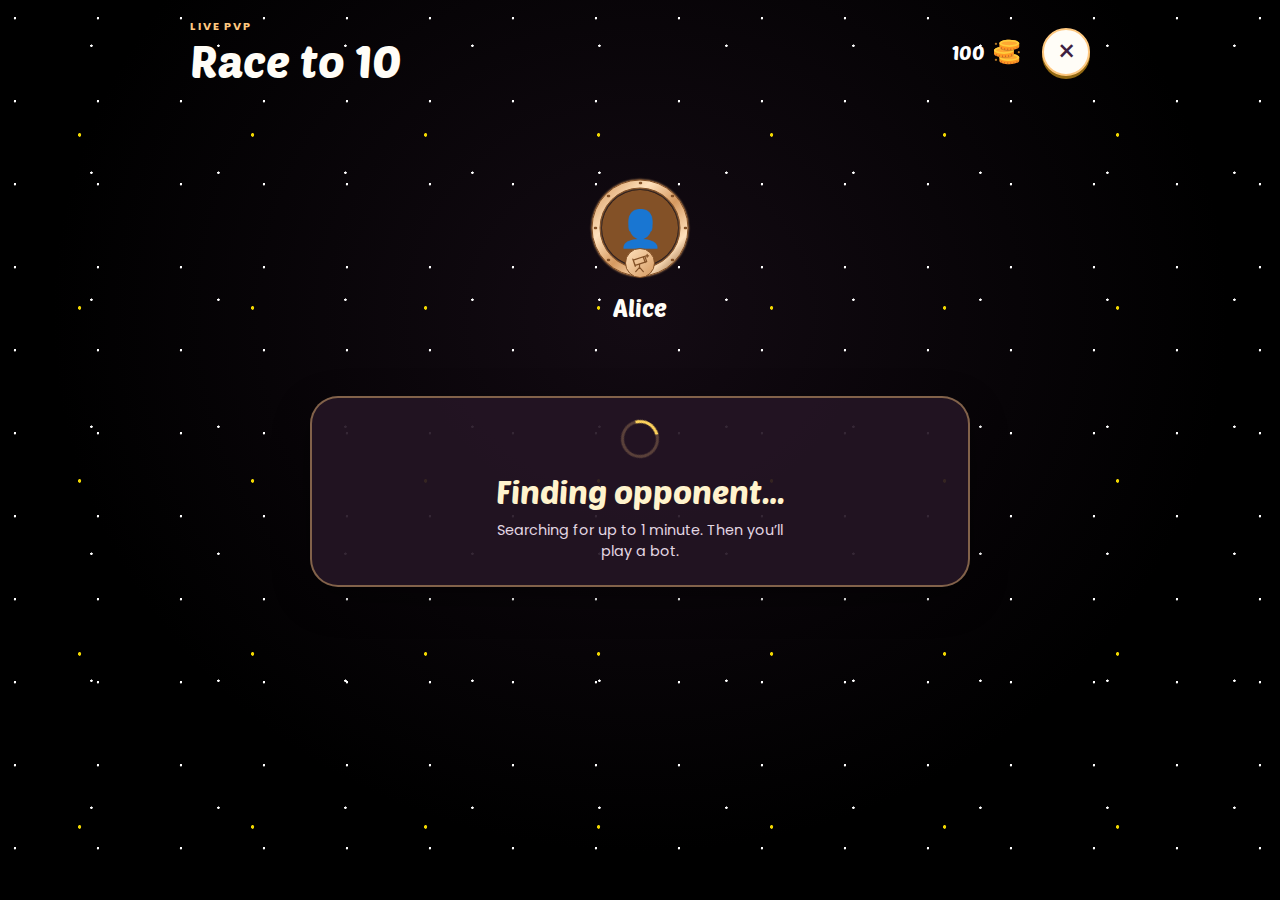 LIVE PVP
Race to 10
100
Alice
Finding opponent...
Searching for up to 1 minute. Then you'll
play a bot.